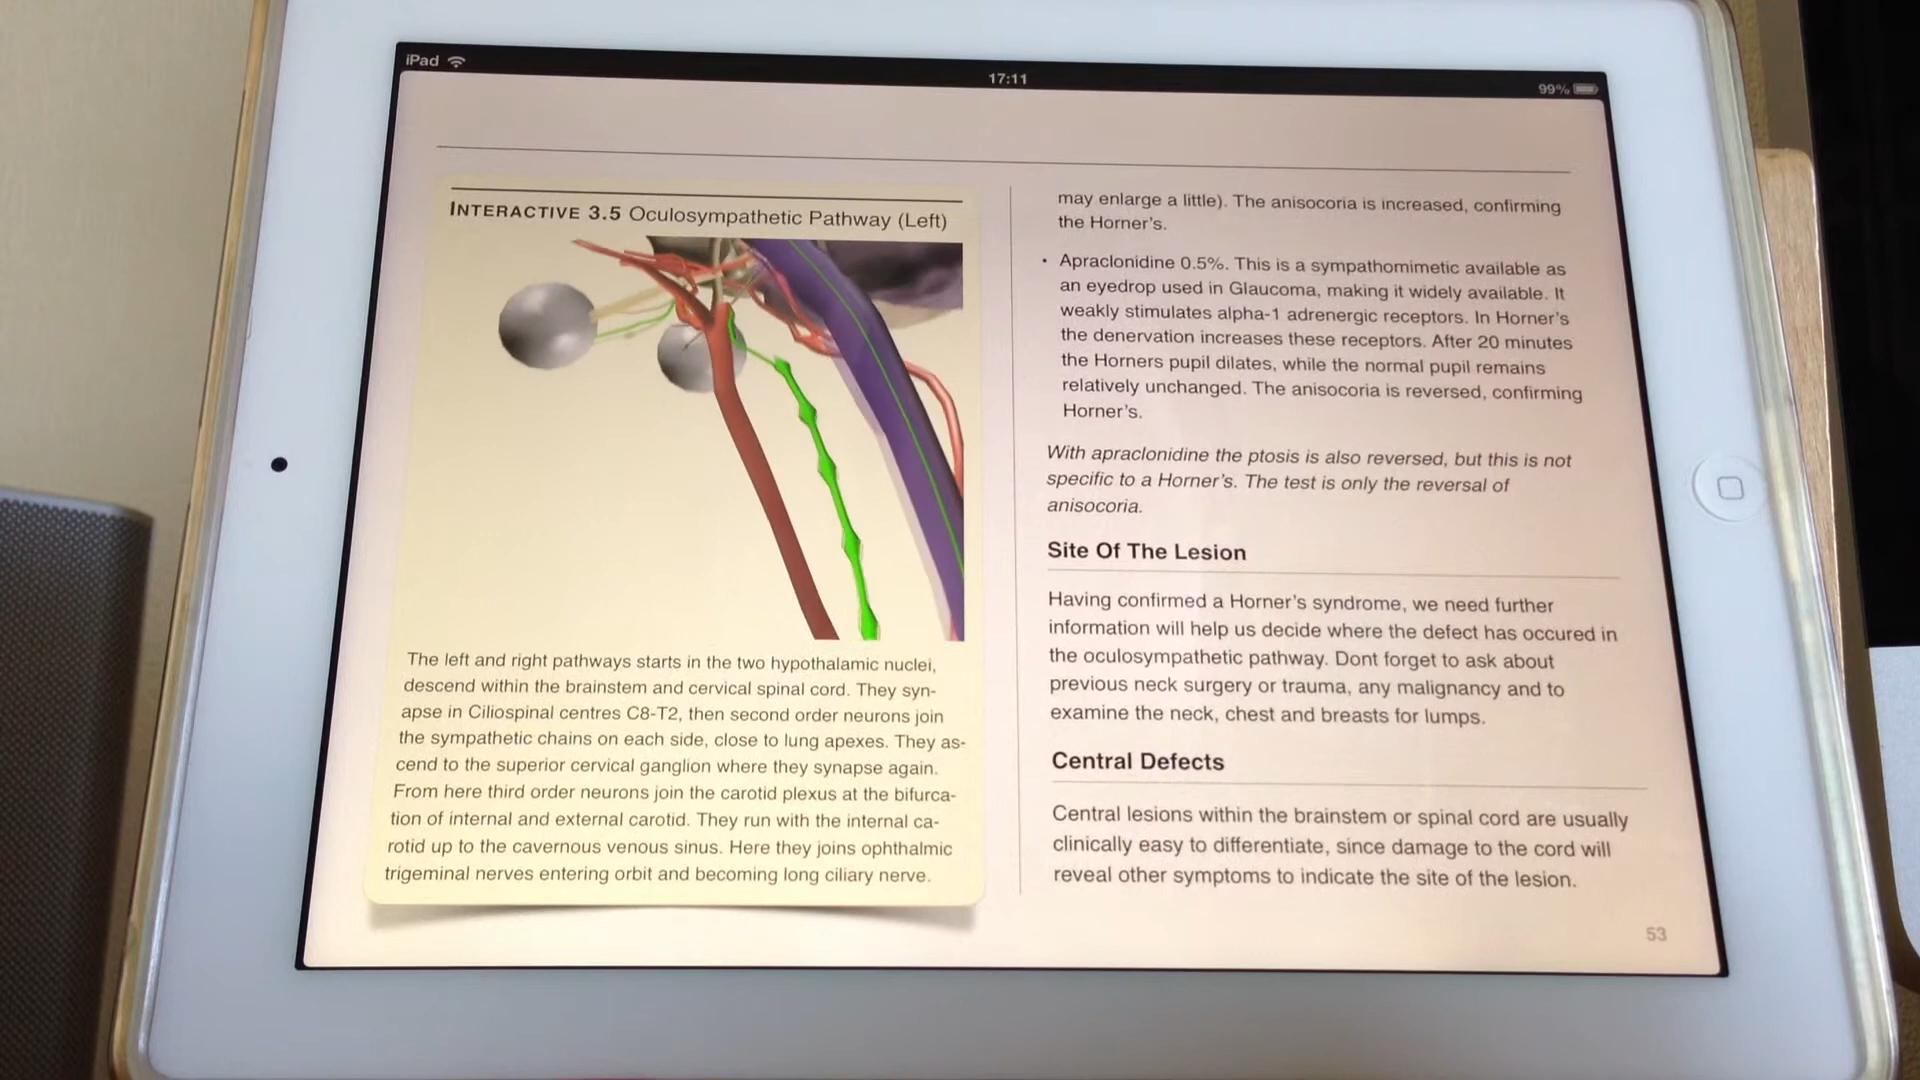 iPad
17:11
99%
INTERACTIVE 3.5 Oculosympathetic Pathway (Left)
The left and right pathways starts in the two hypothalamic nuclei,
descend within the brainstem and cervical spinal cord. They syn-
apse in Ciliospinal centres C8-T2, then second order neurons join
the sympathetic chains on each side, close to lung apexes. They as-
cend to the superior cervical ganglion where they synapse again.
From here third order neurons join the carotid plexus at the bifurca-
tion of internal and external carotid. They run with the internal ca-
rotid up to the cavernous venous sinus. Here they joins ophthalmic
trigeminal nerves entering orbit and becoming long ciliary nerve.
may enlarge a little). The anisocoria is increased, confirming
the Horner's.
• Apraclonidine 0.5%. This is a sympathomimetic available as
an eyedrop used in Glaucoma, making it widely available. It
weakly stimulates alpha-1 adrenergic receptors. In Horner's
the denervation increases these receptors. After 20 minutes
the Horners pupil dilates, while the normal pupil remains
relatively unchanged. The anisocoria is reversed, confirming
Horner's.
With apraclonidine the ptosis is also reversed, but this is not
specific to a Horner's. The test is only the reversal of
anisocoria.
Site Of The Lesion
Having confirmed a Horner's syndrome, we need further
information will help us decide where the defect has occured in
the oculosympathetic pathway. Dont forget to ask about
previous neck surgery or trauma, any malignancy and to
examine the neck, chest and breasts for lumps.
Central Defects
Central lesions within the brainstem or spinal cord are usually
clinically easy to differentiate, since damage to the cord will
reveal other symptoms to indicate the site of the lesion.
53